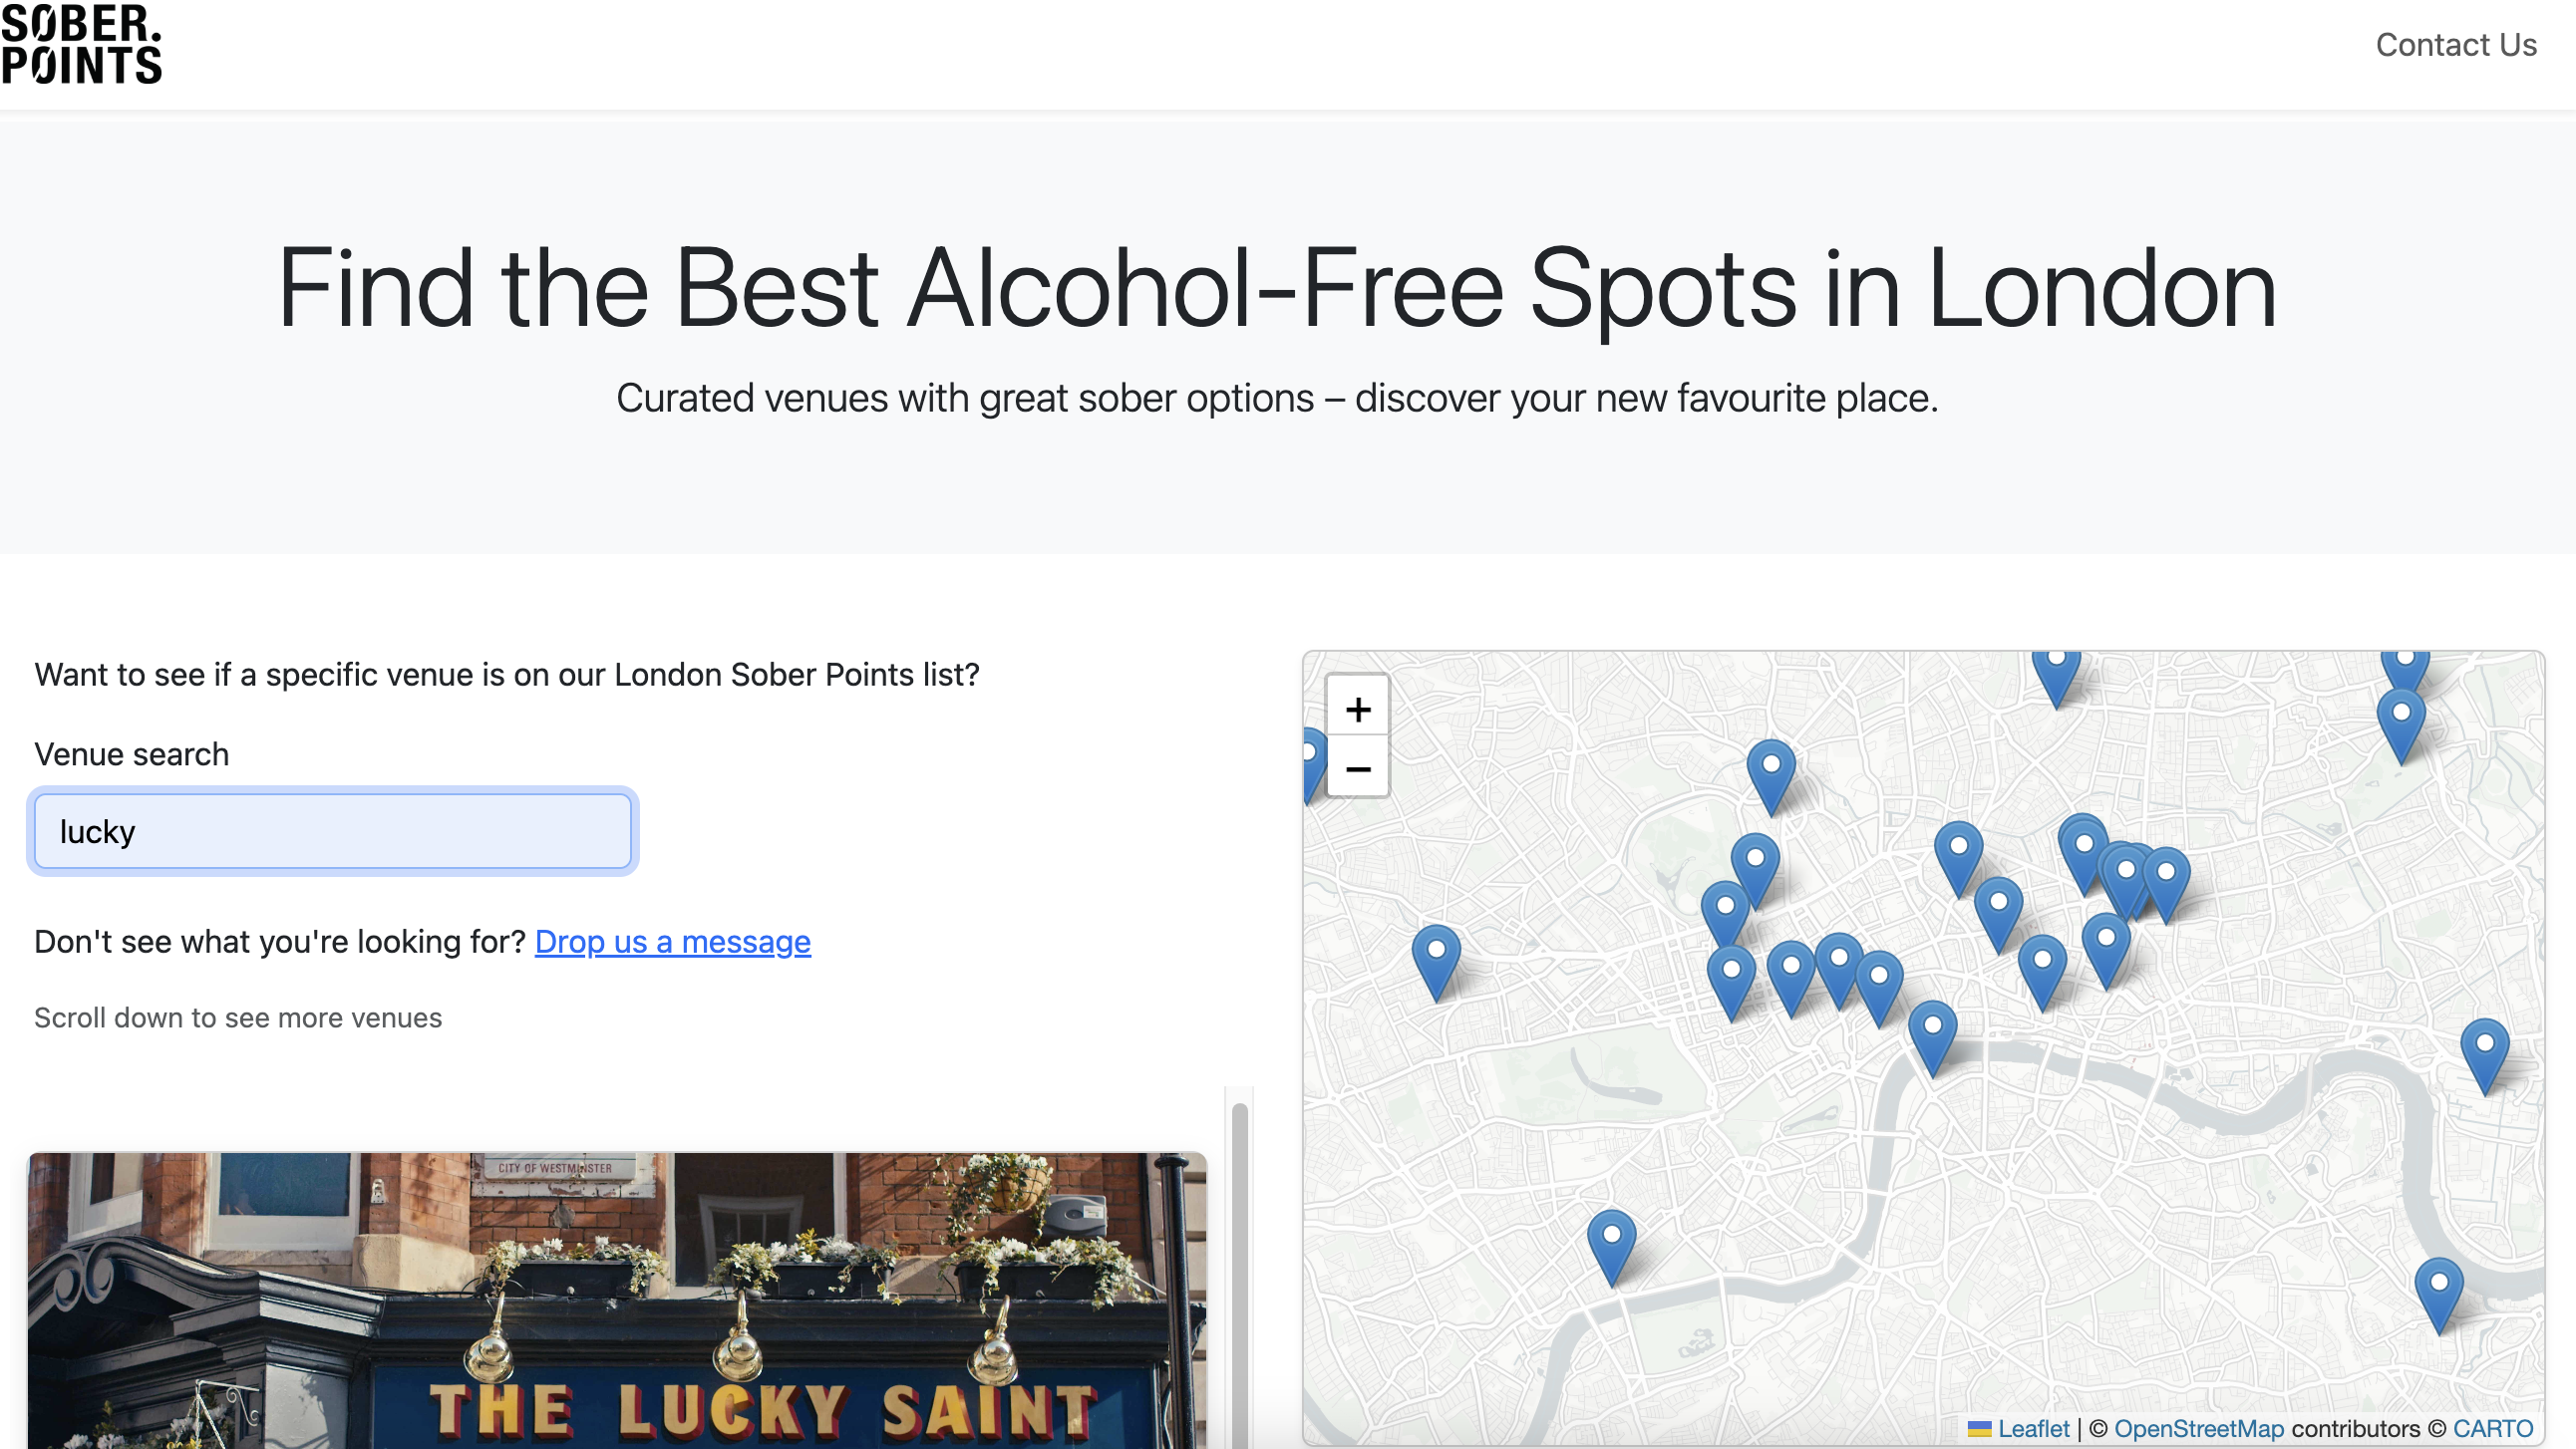 SØBER.
PØINTS
Contact Us
Find the Best Alcohol-Free Spots in London
Curated venues with great sober options – discover your new favourite place.
Want to see if a specific venue is on our London Sober Points list?
Venue search
lucky
Don't see what you're looking for? Drop us a message
Scroll down to see more venues
CITY OF WESTMINSTER
THE LUCKY SAINT
+
−
Leaflet | © OpenStreetMap contributors © CARTO